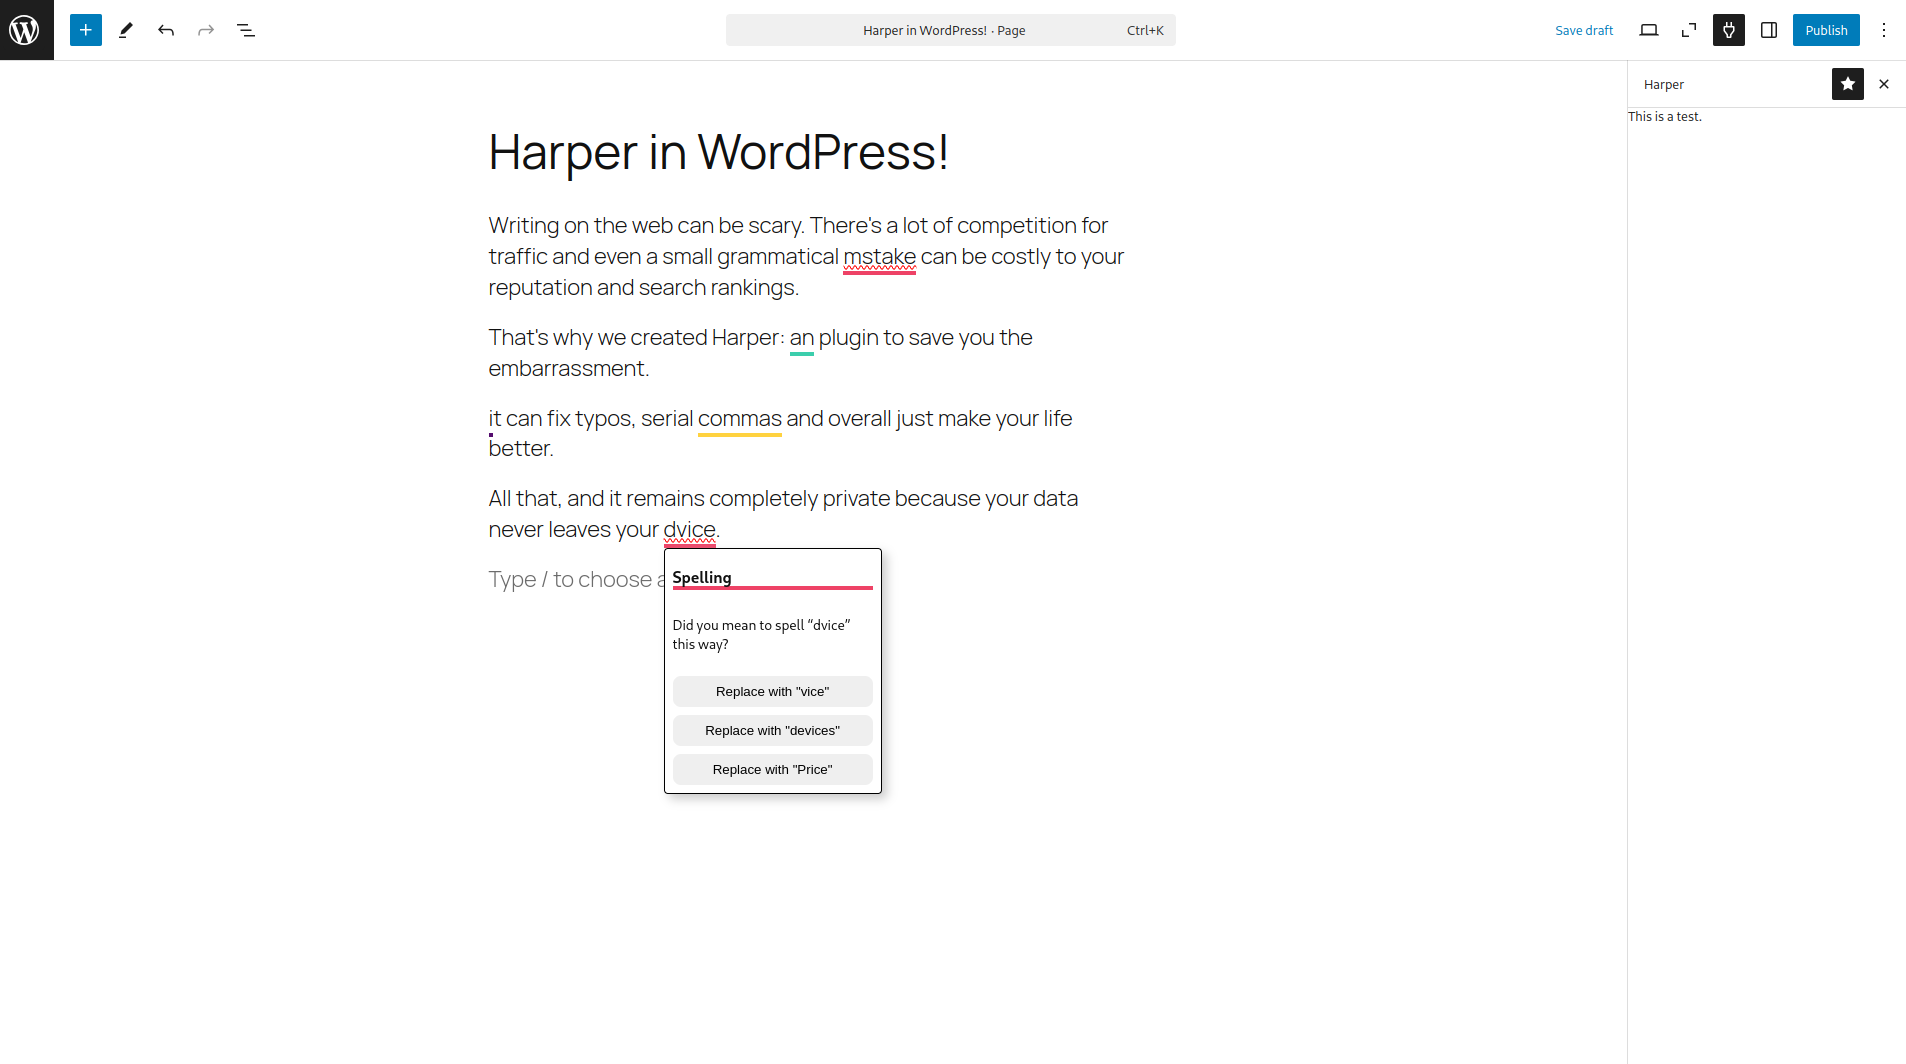 Harper in WordPress! · Page Ctrl+K
Save draft
Publish
Harper
This is a test.
Harper in WordPress!
Writing on the web can be scary. There's a lot of competition for
traffic and even a small grammatical mstake can be costly to your
reputation and search rankings.
That's why we created Harper: an plugin to save you the
embarrassment.
it can fix typos, serial commas and overall just make your life
better.
All that, and it remains completely private because your data
never leaves your dvice.
Type / to choose a
Spelling
Did you mean to spell “dvice”
this way?
Replace with "vice"
Replace with "devices"
Replace with "Price"